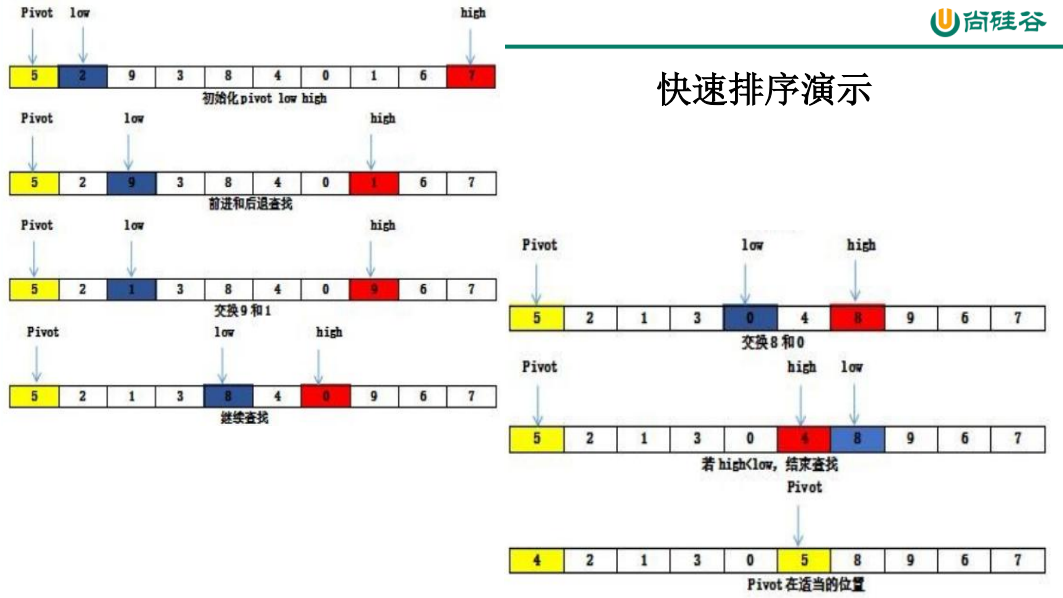 尚硅谷
快速排序演示
Pivot low high
5 2 9 3 8 4 0 1 6 7
初始化pivot low high
Pivot low high
5 2 9 3 8 4 0 1 6 7
前进和后退查找
Pivot low high
5 2 1 3 8 4 0 9 6 7
交换9和1
Pivot low high
5 2 1 3 8 4 0 9 6 7
继续查找
Pivot low high
5 2 1 3 0 4 8 9 6 7
交换8和0
Pivot high low
5 2 1 3 0 4 8 9 6 7
若high<low，结束查找
Pivot
4 2 1 3 0 5 8 9 6 7
Pivot在适当的位置